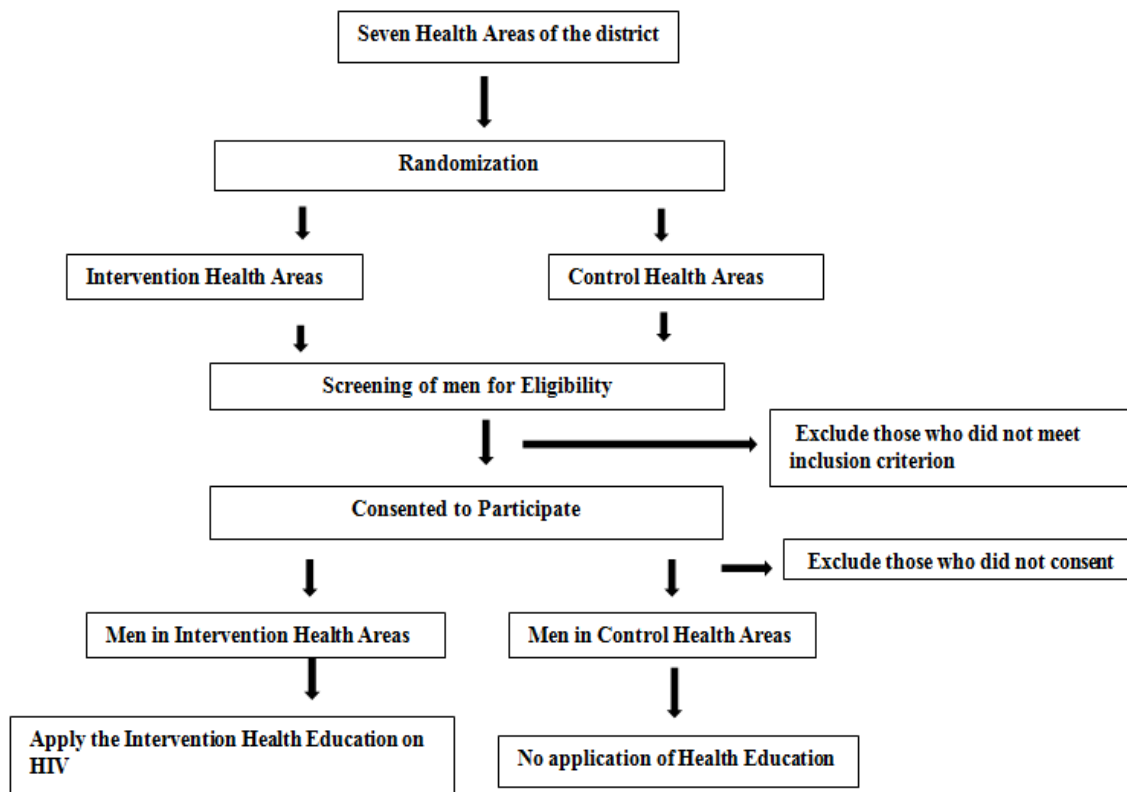 Seven Health Areas of the district
Randomization
Intervention Health Areas
Control Health Areas
Screening of men for Eligibility
Exclude those who did not meet
inclusion criterion
Consented to Participate
Exclude those who did not consent
Men in Intervention Health Areas
Men in Control Health Areas
Apply the Intervention Health Education on
HIV
No application of Health Education